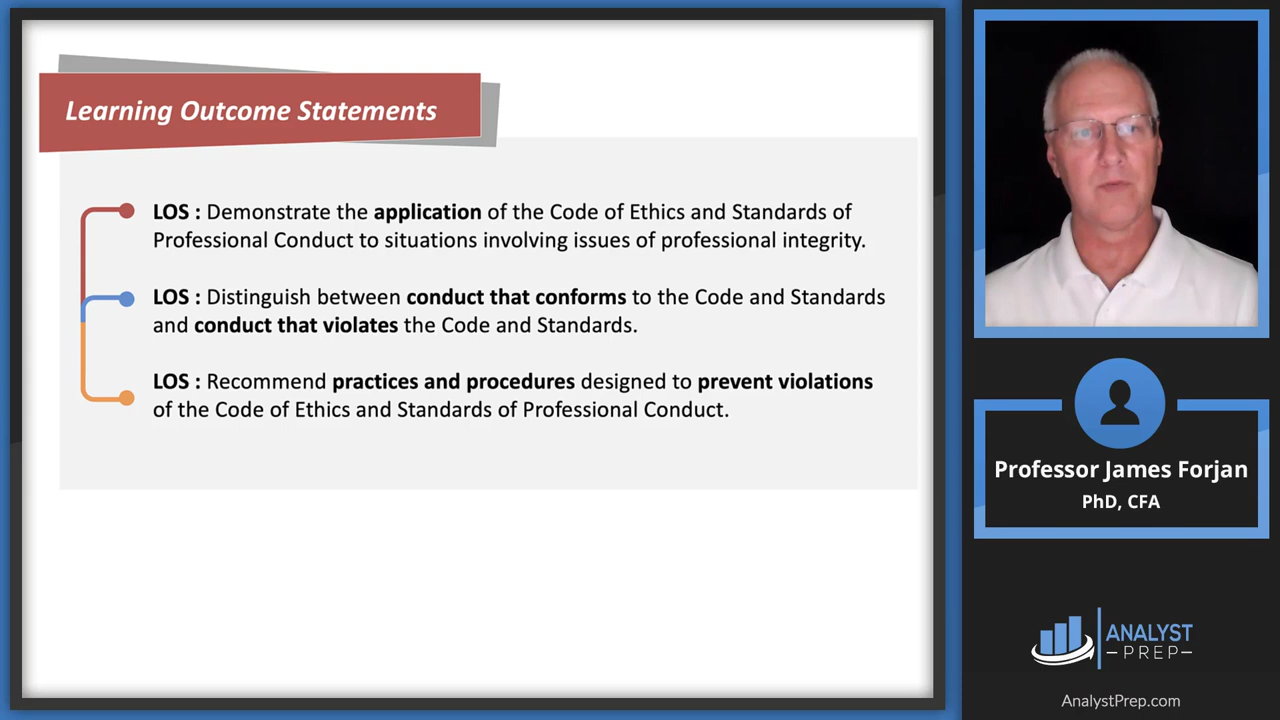 Learning Outcome Statements
LOS : Demonstrate the application of the Code of Ethics and Standards of
Professional Conduct to situations involving issues of professional integrity.
LOS : Distinguish between conduct that conforms to the Code and Standards
and conduct that violates the Code and Standards.
LOS : Recommend practices and procedures designed to prevent violations
of the Code of Ethics and Standards of Professional Conduct.
Professor James Forjan
PhD, CFA
ANALYST
PREP
AnalystPrep.com